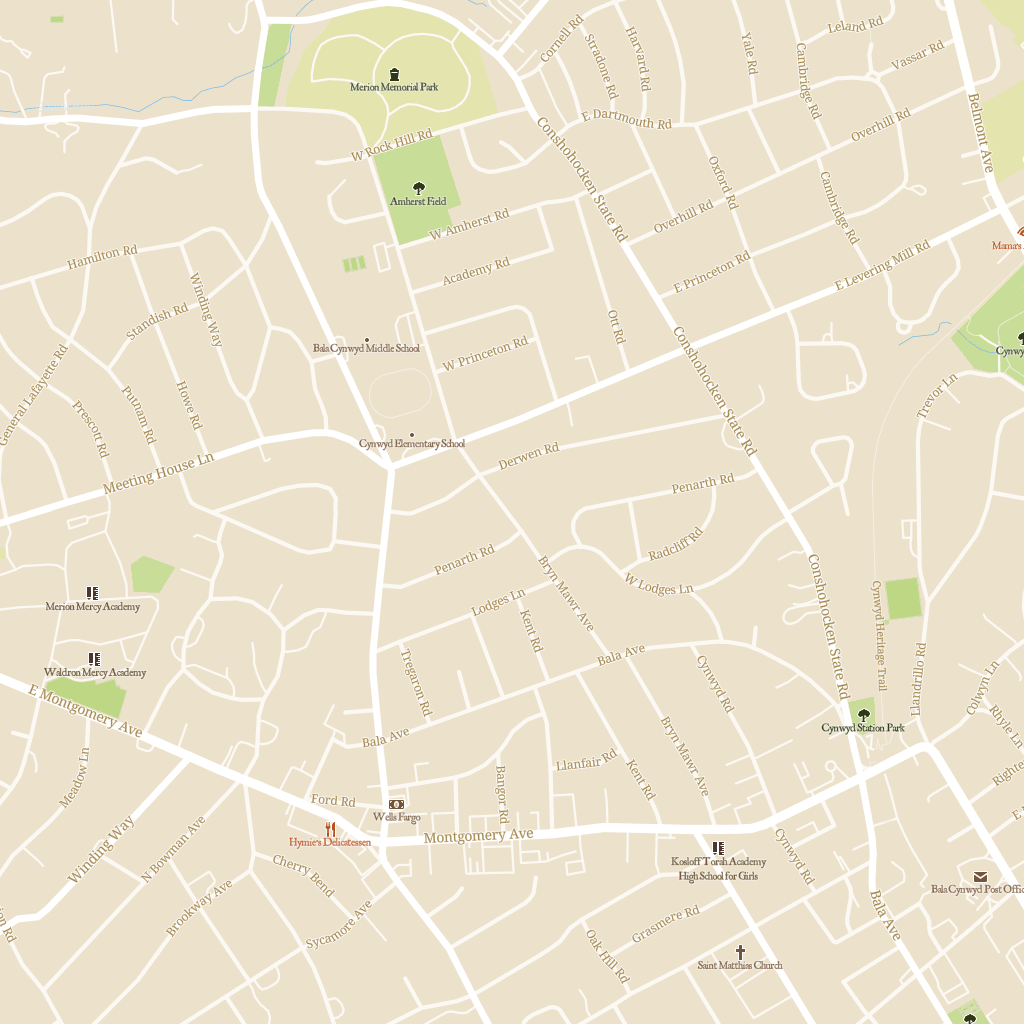 Cornell Rd
Stradone Rd
Harvard Rd
Yale Rd
Cambridge Rd
Leland Rd
Vassar Rd
Belmont Ave
Merion Memorial Park
W Rock Hill Rd
E Dartmouth Rd
Overhill Rd
Conshohocken State Rd
Oxford Rd
Cambridge Rd
Amherst Field
W Amherst Rd
Overhill Rd
Mama's
Hamilton Rd
Academy Rd
E Princeton Rd
E Levering Mill Rd
Winding Way
Standish Rd
Ott Rd
Bala Cynwyd Middle School
W Princeton Rd
Conshohocken State Rd
Cynwy
General Lafayette Rd
Prescott Rd
Putnam Rd
Howe Rd
Trevor Ln
Cynwyd Elementary School
Meeting House Ln
Derwen Rd
Penarth Rd
Penarth Rd
Radcliff Rd
Bryn Mawr Ave
W Lodges Ln
Conshohocken State Rd
Cynwyd Heritage Trail
Merion Mercy Academy
Lodges Ln
Kent Rd
Waldron Mercy Academy
Tregaron Rd
Bala Ave
Cynwyd Rd
Llandrillo Rd
Colwyn Ln
E Montgomery Ave
Bala Ave
Cynwyd Station Park
Rhyle Ln
Bryn Mawr Ave
Meadow Ln
Llanfair Rd
Kent Rd
Bangor Rd
Righte
Ford Rd
Wells Fargo
Hymie's Delicatessen
Montgomery Ave
Winding Way
N Bowman Ave
Cherry Bend
Kosloff Torah Academy
High School for Girls
Cynwyd Rd
Bala Cynwyd Post Offic
Brookway Ave
Sycamore Ave
Grasmere Rd
Bala Ave
Oak Hill Rd
Saint Matthias Church